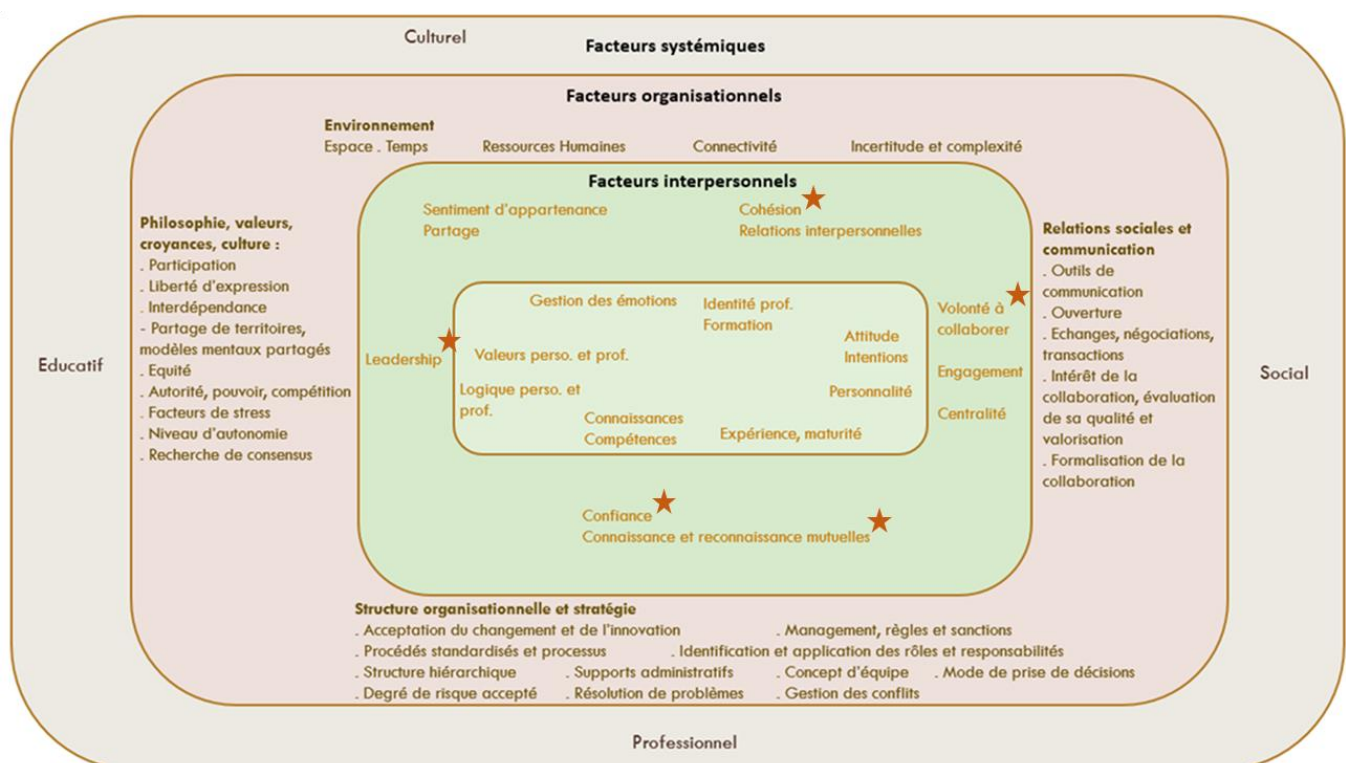 Culturel
Facteurs systémiques
Facteurs organisationnels
Environnement
Espace . Temps
Ressources Humaines
Connectivité
Incertitude et complexité
Facteurs interpersonnels
Sentiment d'appartenance
Partage
Cohésion
Relations interpersonnelles
Philosophie, valeurs,
croyances, culture :
. Participation
. Liberté d'expression
. Interdépendance
- Partage de territoires,
modèles mentaux partagés
. Equité
. Autorité, pouvoir, compétition
. Facteurs de stress
. Niveau d'autonomie
. Recherche de consensus
Educatif
Leadership
Gestion des émotions
Identité prof.
Formation
Attitude
Intentions
Valeurs perso. et prof.
Logique perso. et
prof.
Personnalité
Connaissances
Compétences
Expérience, maturité
Volonté à
collaborer
Engagement
Centralité
Relations sociales et
communication
. Outils de
communication
. Ouverture
. Echanges, négociations,
transactions
. Intérêt de la
collaboration, évaluation
de sa qualité et
valorisation
. Formalisation de la
collaboration
Social
Confiance
Connaissance et reconnaissance mutuelles
Structure organisationnelle et stratégie
. Acceptation du changement et de l'innovation
. Management, règles et sanctions
. Procédés standardisés et processus
. Identification et application des rôles et responsabilités
. Structure hiérarchique
. Supports administratifs
. Concept d'équipe
. Mode de prise de décisions
. Degré de risque accepté
. Résolution de problèmes
. Gestion des conflits
Professionnel